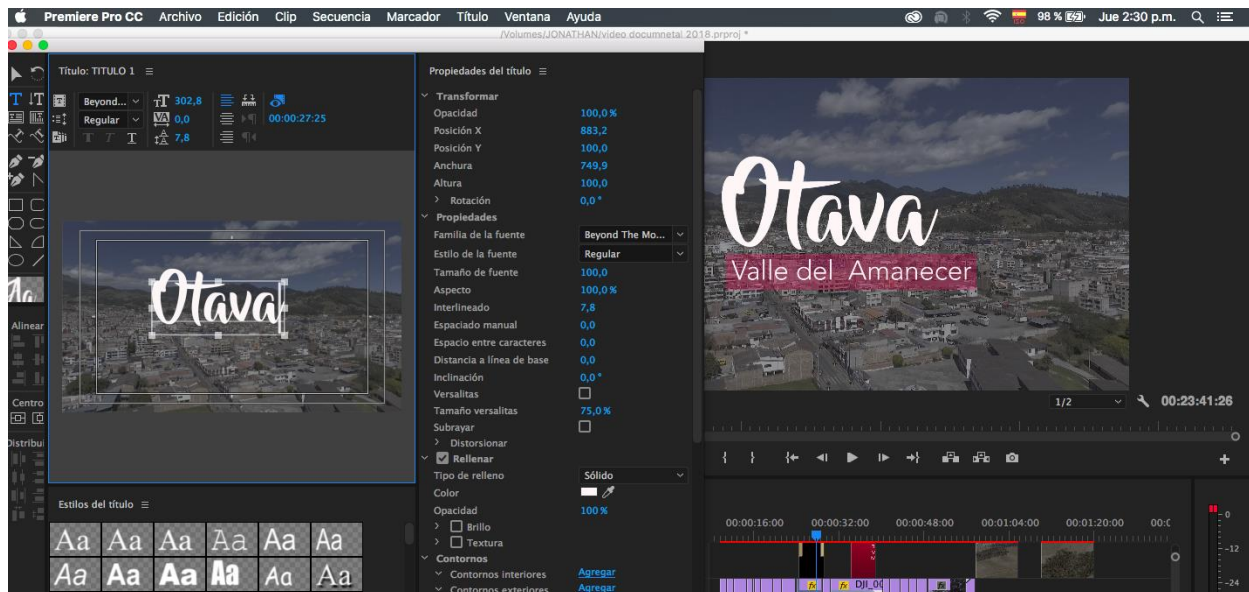 Premiere Pro CC Archivo Edición Clip Secuencia Marcador Título Ventana Ayuda 98 % Jue 2:30 p.m.
/Volumes/JONATHAN/video documnetal 2018.prproj *
Título: TITULO 1
Beyond... 302,8
Regular VA 0,0 00:00:27:25
T T T 7,8
Otava
Alinear
Centro
Distribui
Estilos del título
Aa Aa Aa Aa Aa Aa
Aa Aa Aa Aa Aa Aa
Propiedades del título
Transformar
Opacidad 100,0 %
Posición X 883,2
Posición Y 100,0
Anchura 749,9
Altura 100,0
Rotación 0,0 °
Propiedades
Familia de la fuente Beyond The Mo...
Estilo de la fuente Regular
Tamaño de fuente 100,0
Aspecto 100,0 %
Interlineado 7,8
Espaciado manual 0,0
Espacio entre caracteres 0,0
Distancia a línea de base 0,0
Inclinación 0,0 °
Versalitas
Tamaño versalitas 75,0 %
Subrayar
Distorsionar
Rellenar
Tipo de relleno Sólido
Color
Opacidad 100 %
Brillo
Textura
Contornos
Contornos interiores Agregar
Contornos exteriores Agregar
Otava
Valle del Amanecer
1/2 00:23:41:26
00:00:16:00 00:00:32:00 00:00:48:00 00:01:04:00 00:01:20:00 00:0
fx fx DJI_00 fx
0
-12
-24